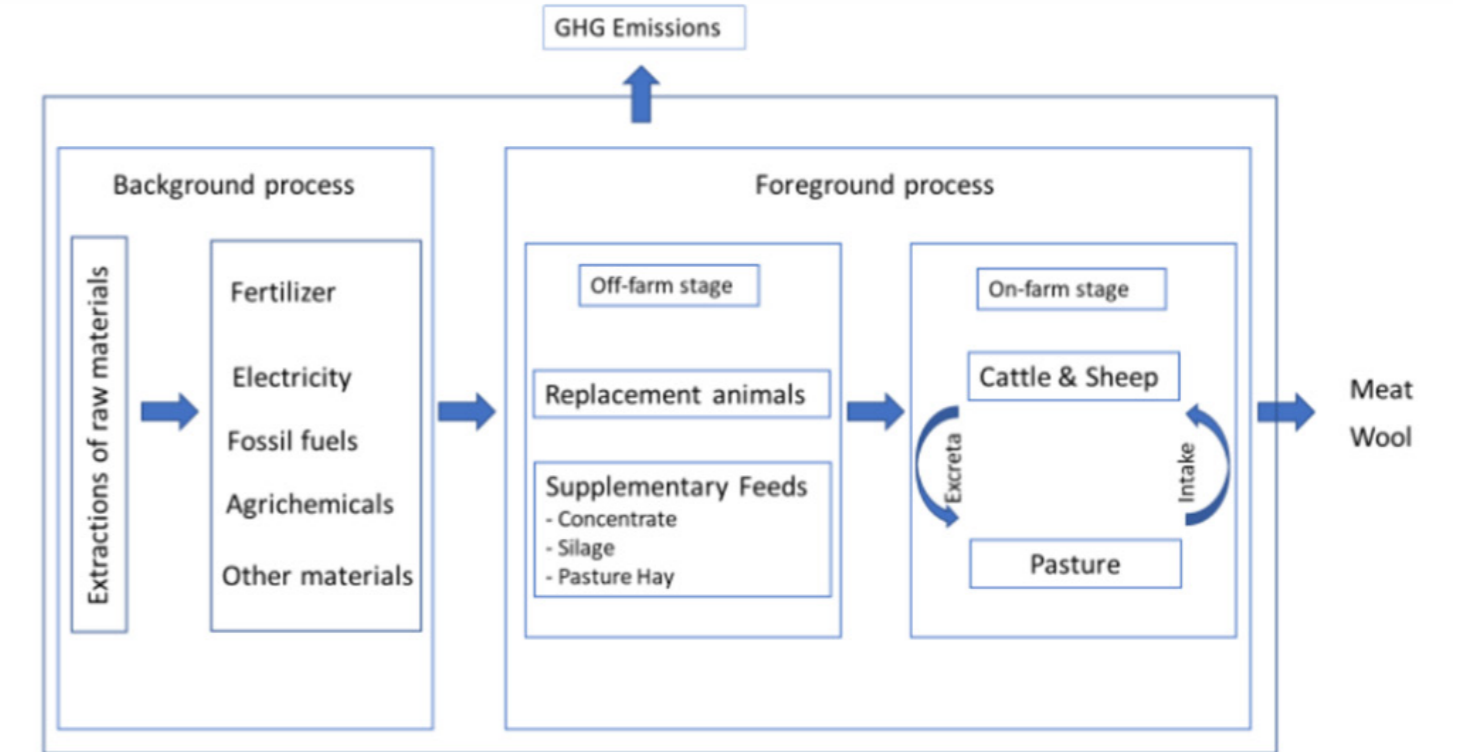 GHG Emissions
Background process
Extractions of raw materials
Fertilizer
Electricity
Fossil fuels
Agrichemicals
Other materials
Foreground process
Off-farm stage
Replacement animals
Supplementary Feeds
- Concentrate
- Silage
- Pasture Hay
On-farm stage
Cattle & Sheep
Excreta
Intake
Pasture
Meat
Wool